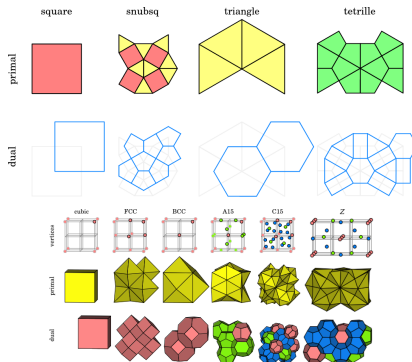 square snubsq triangle tetrille
primal
dual
cubic FCC BCC A15 C15 Z
vertices
primal
dual